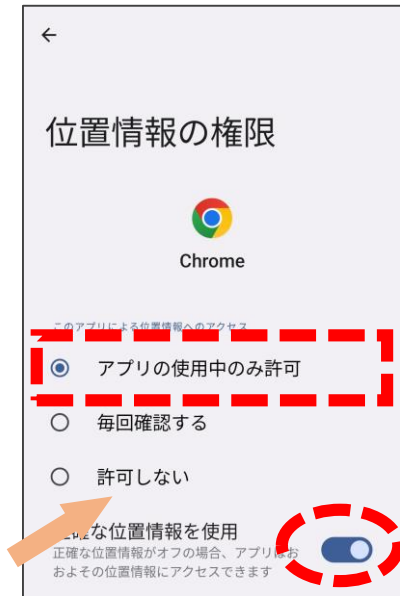 位置情報の権限
Chrome
このアプリによる位置情報へのアクセス
アプリの使用中のみ許可
毎回確認する
許可しない
正確な位置情報を使用
正確な位置情報がオフの場合、アプリはお
およその位置情報にアクセスできます